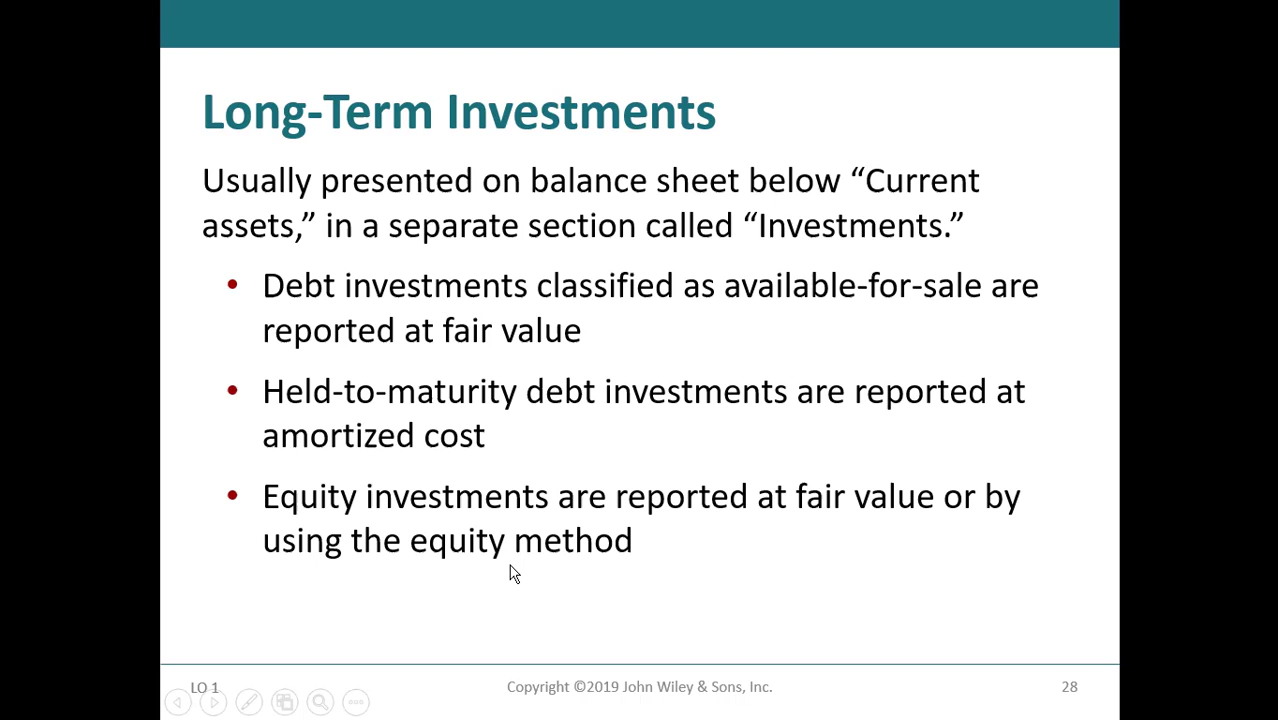 Long-Term Investments
Usually presented on balance sheet below “Current
assets,” in a separate section called “Investments.”
• Debt investments classified as available-for-sale are
reported at fair value
• Held-to-maturity debt investments are reported at
amortized cost
• Equity investments are reported at fair value or by
using the equity method
LO 1
Copyright ©2019 John Wiley & Sons, Inc.
28